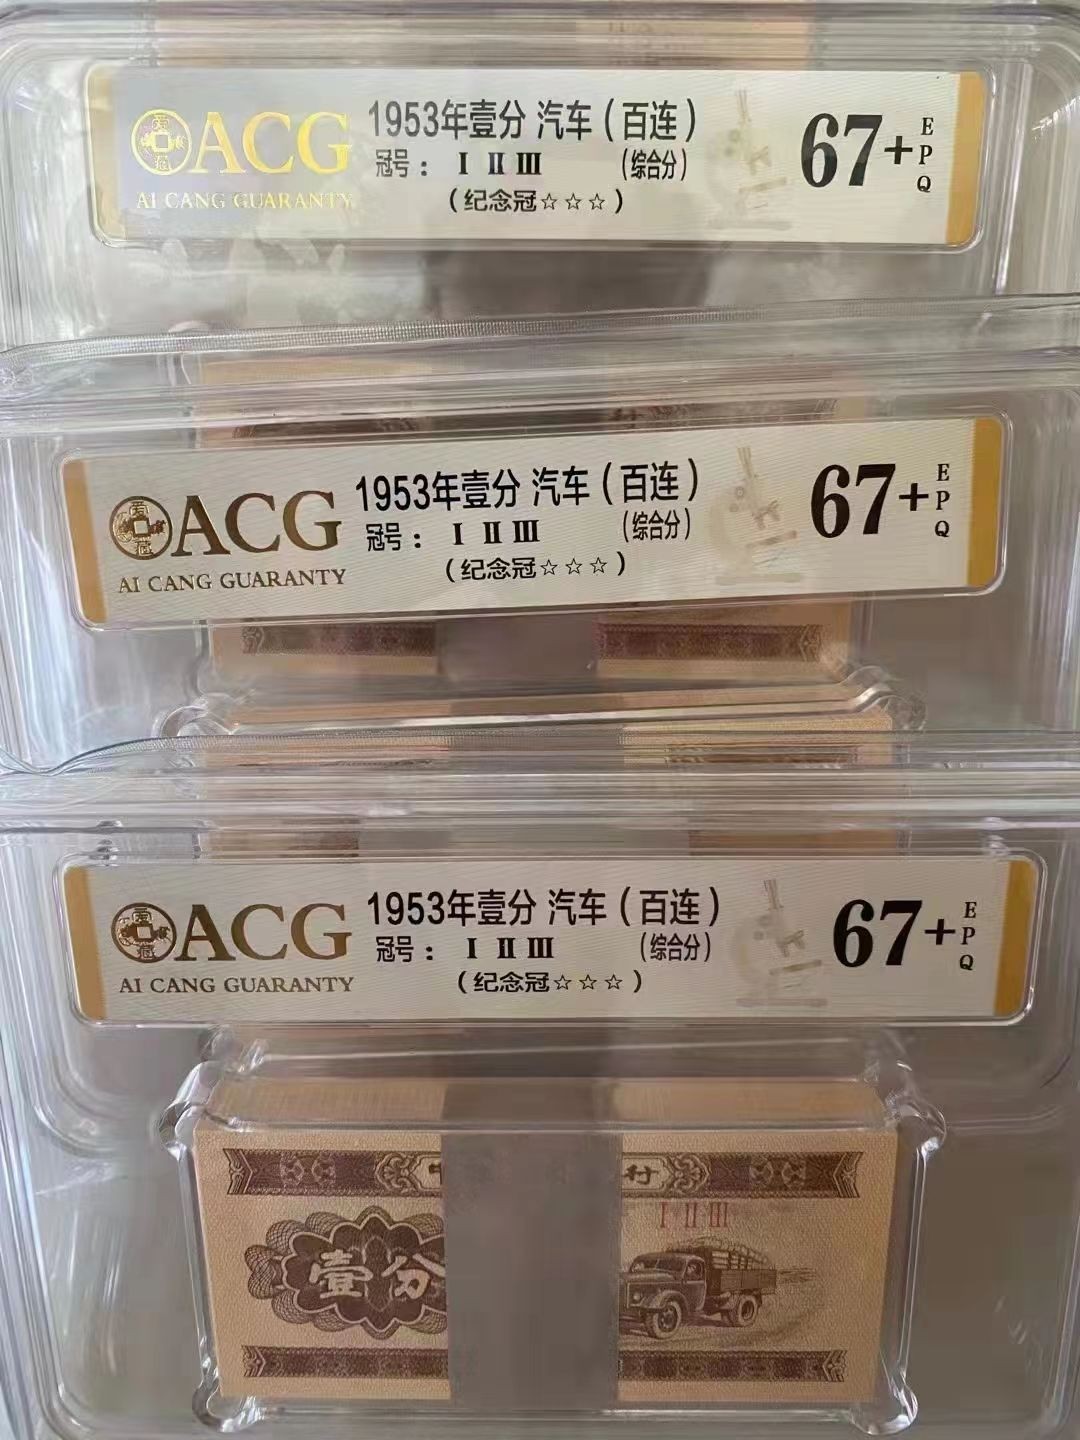 ACG
AI CANG GUARANTY
1953年壹分 汽车（百连）
冠号：Ⅰ Ⅱ Ⅲ （综合分）
（纪念冠☆☆☆）
67+ EPQ
ACG
AI CANG GUARANTY
1953年壹分 汽车（百连）
冠号：Ⅰ Ⅱ Ⅲ （综合分）
（纪念冠☆☆☆）
67+ EPQ
ACG
AI CANG GUARANTY
1953年壹分 汽车（百连）
冠号：Ⅰ Ⅱ Ⅲ （综合分）
（纪念冠☆☆☆）
67+ EPQ
行
Ⅰ Ⅱ Ⅲ
壹分